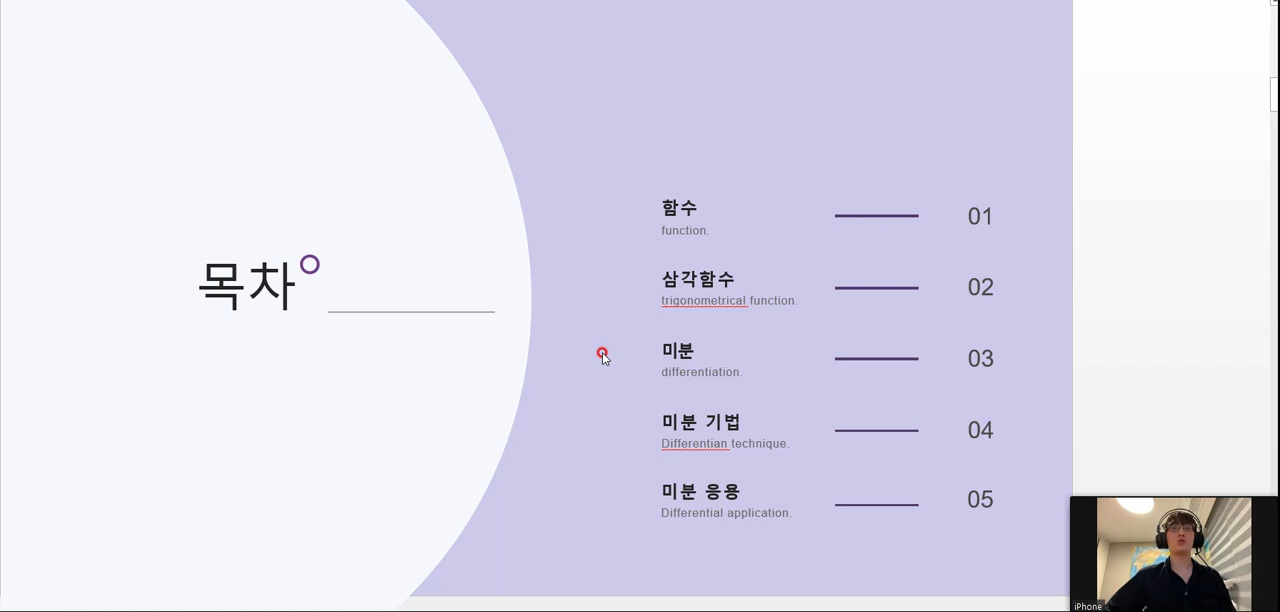 목차
함수
function.
01
삼각함수
trigonometrical function.
02
미분
differentiation.
03
미분 기법
Differentian technique.
04
미분 응용
Differential application.
05
iPhone